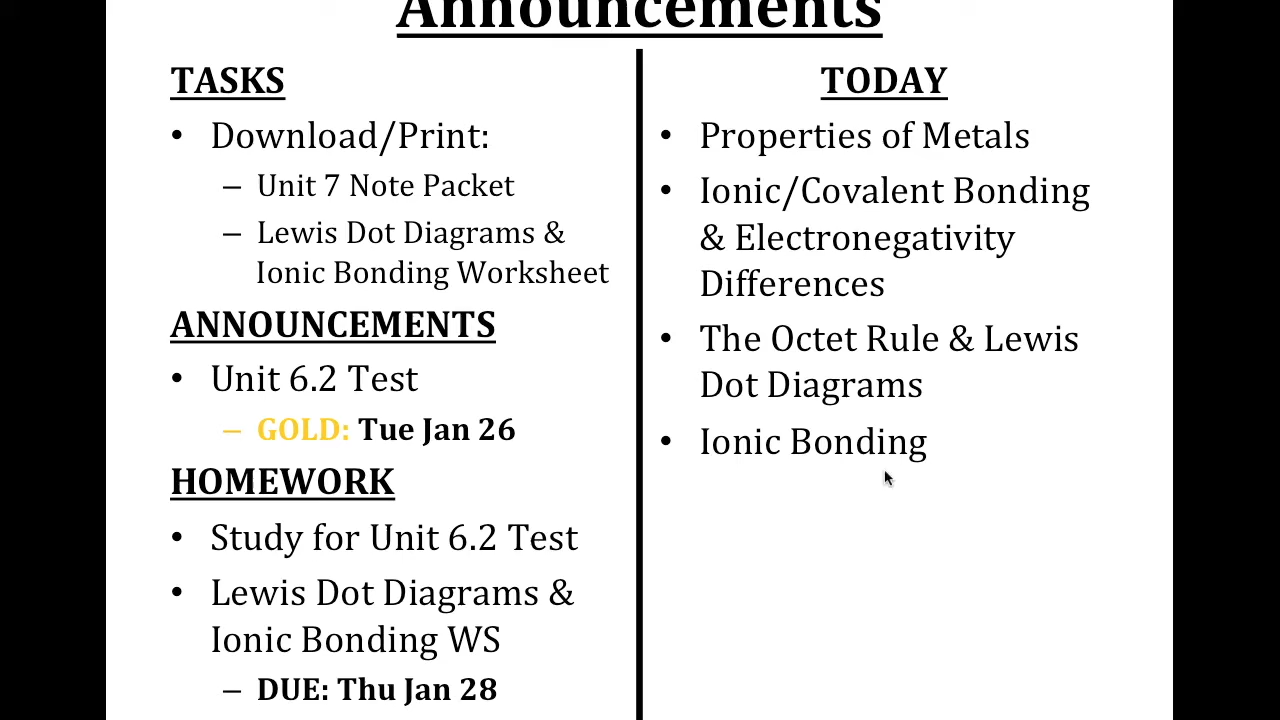 Announcements
TASKS
• Download/Print:
– Unit 7 Note Packet
– Lewis Dot Diagrams &
Ionic Bonding Worksheet
ANNOUNCEMENTS
• Unit 6.2 Test
– GOLD: Tue Jan 26
HOMEWORK
• Study for Unit 6.2 Test
• Lewis Dot Diagrams &
Ionic Bonding WS
– DUE: Thu Jan 28
TODAY
• Properties of Metals
• Ionic/Covalent Bonding
& Electronegativity
Differences
• The Octet Rule & Lewis
Dot Diagrams
• Ionic Bonding